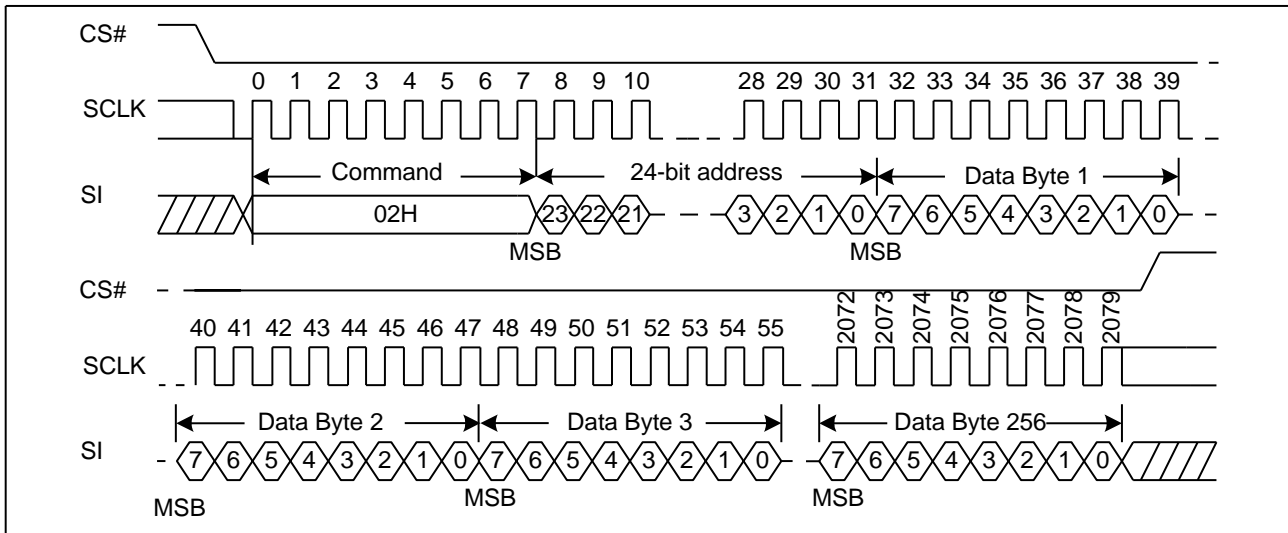 CS#
0 1 2 3 4 5 6 7 8 9 10 28 29 30 31 32 33 34 35 36 37 38 39
SCLK
Command 24-bit address Data Byte 1
SI
02H 23 22 21 3 2 1 0 7 6 5 4 3 2 1 0
MSB MSB
CS#
40 41 42 43 44 45 46 47 48 49 50 51 52 53 54 55 2072 2073 2074 2075 2076 2077 2078 2079
SCLK
Data Byte 2 Data Byte 3 Data Byte 256
SI
7 6 5 4 3 2 1 0 7 6 5 4 3 2 1 0 7 6 5 4 3 2 1 0
MSB MSB MSB